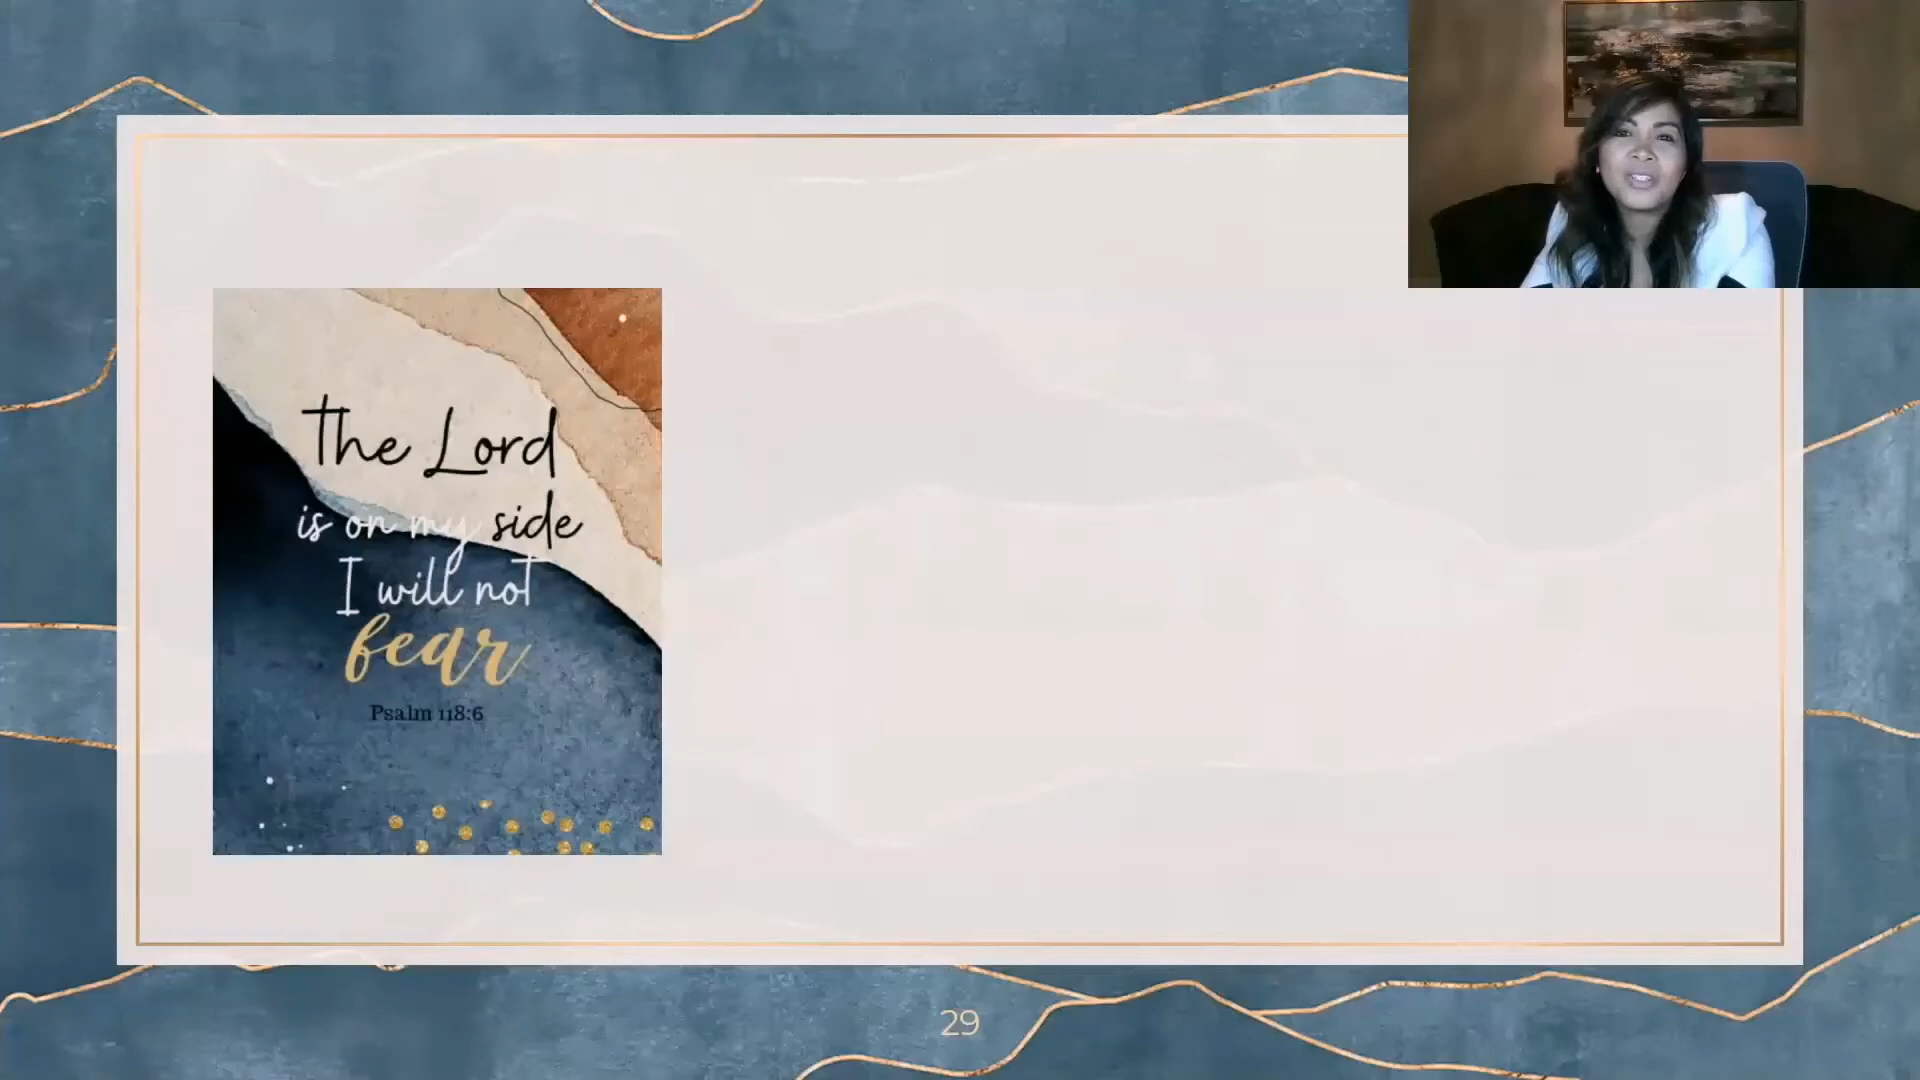 the Lord
is on my side
I will not
fear
Psalm 118:6
29